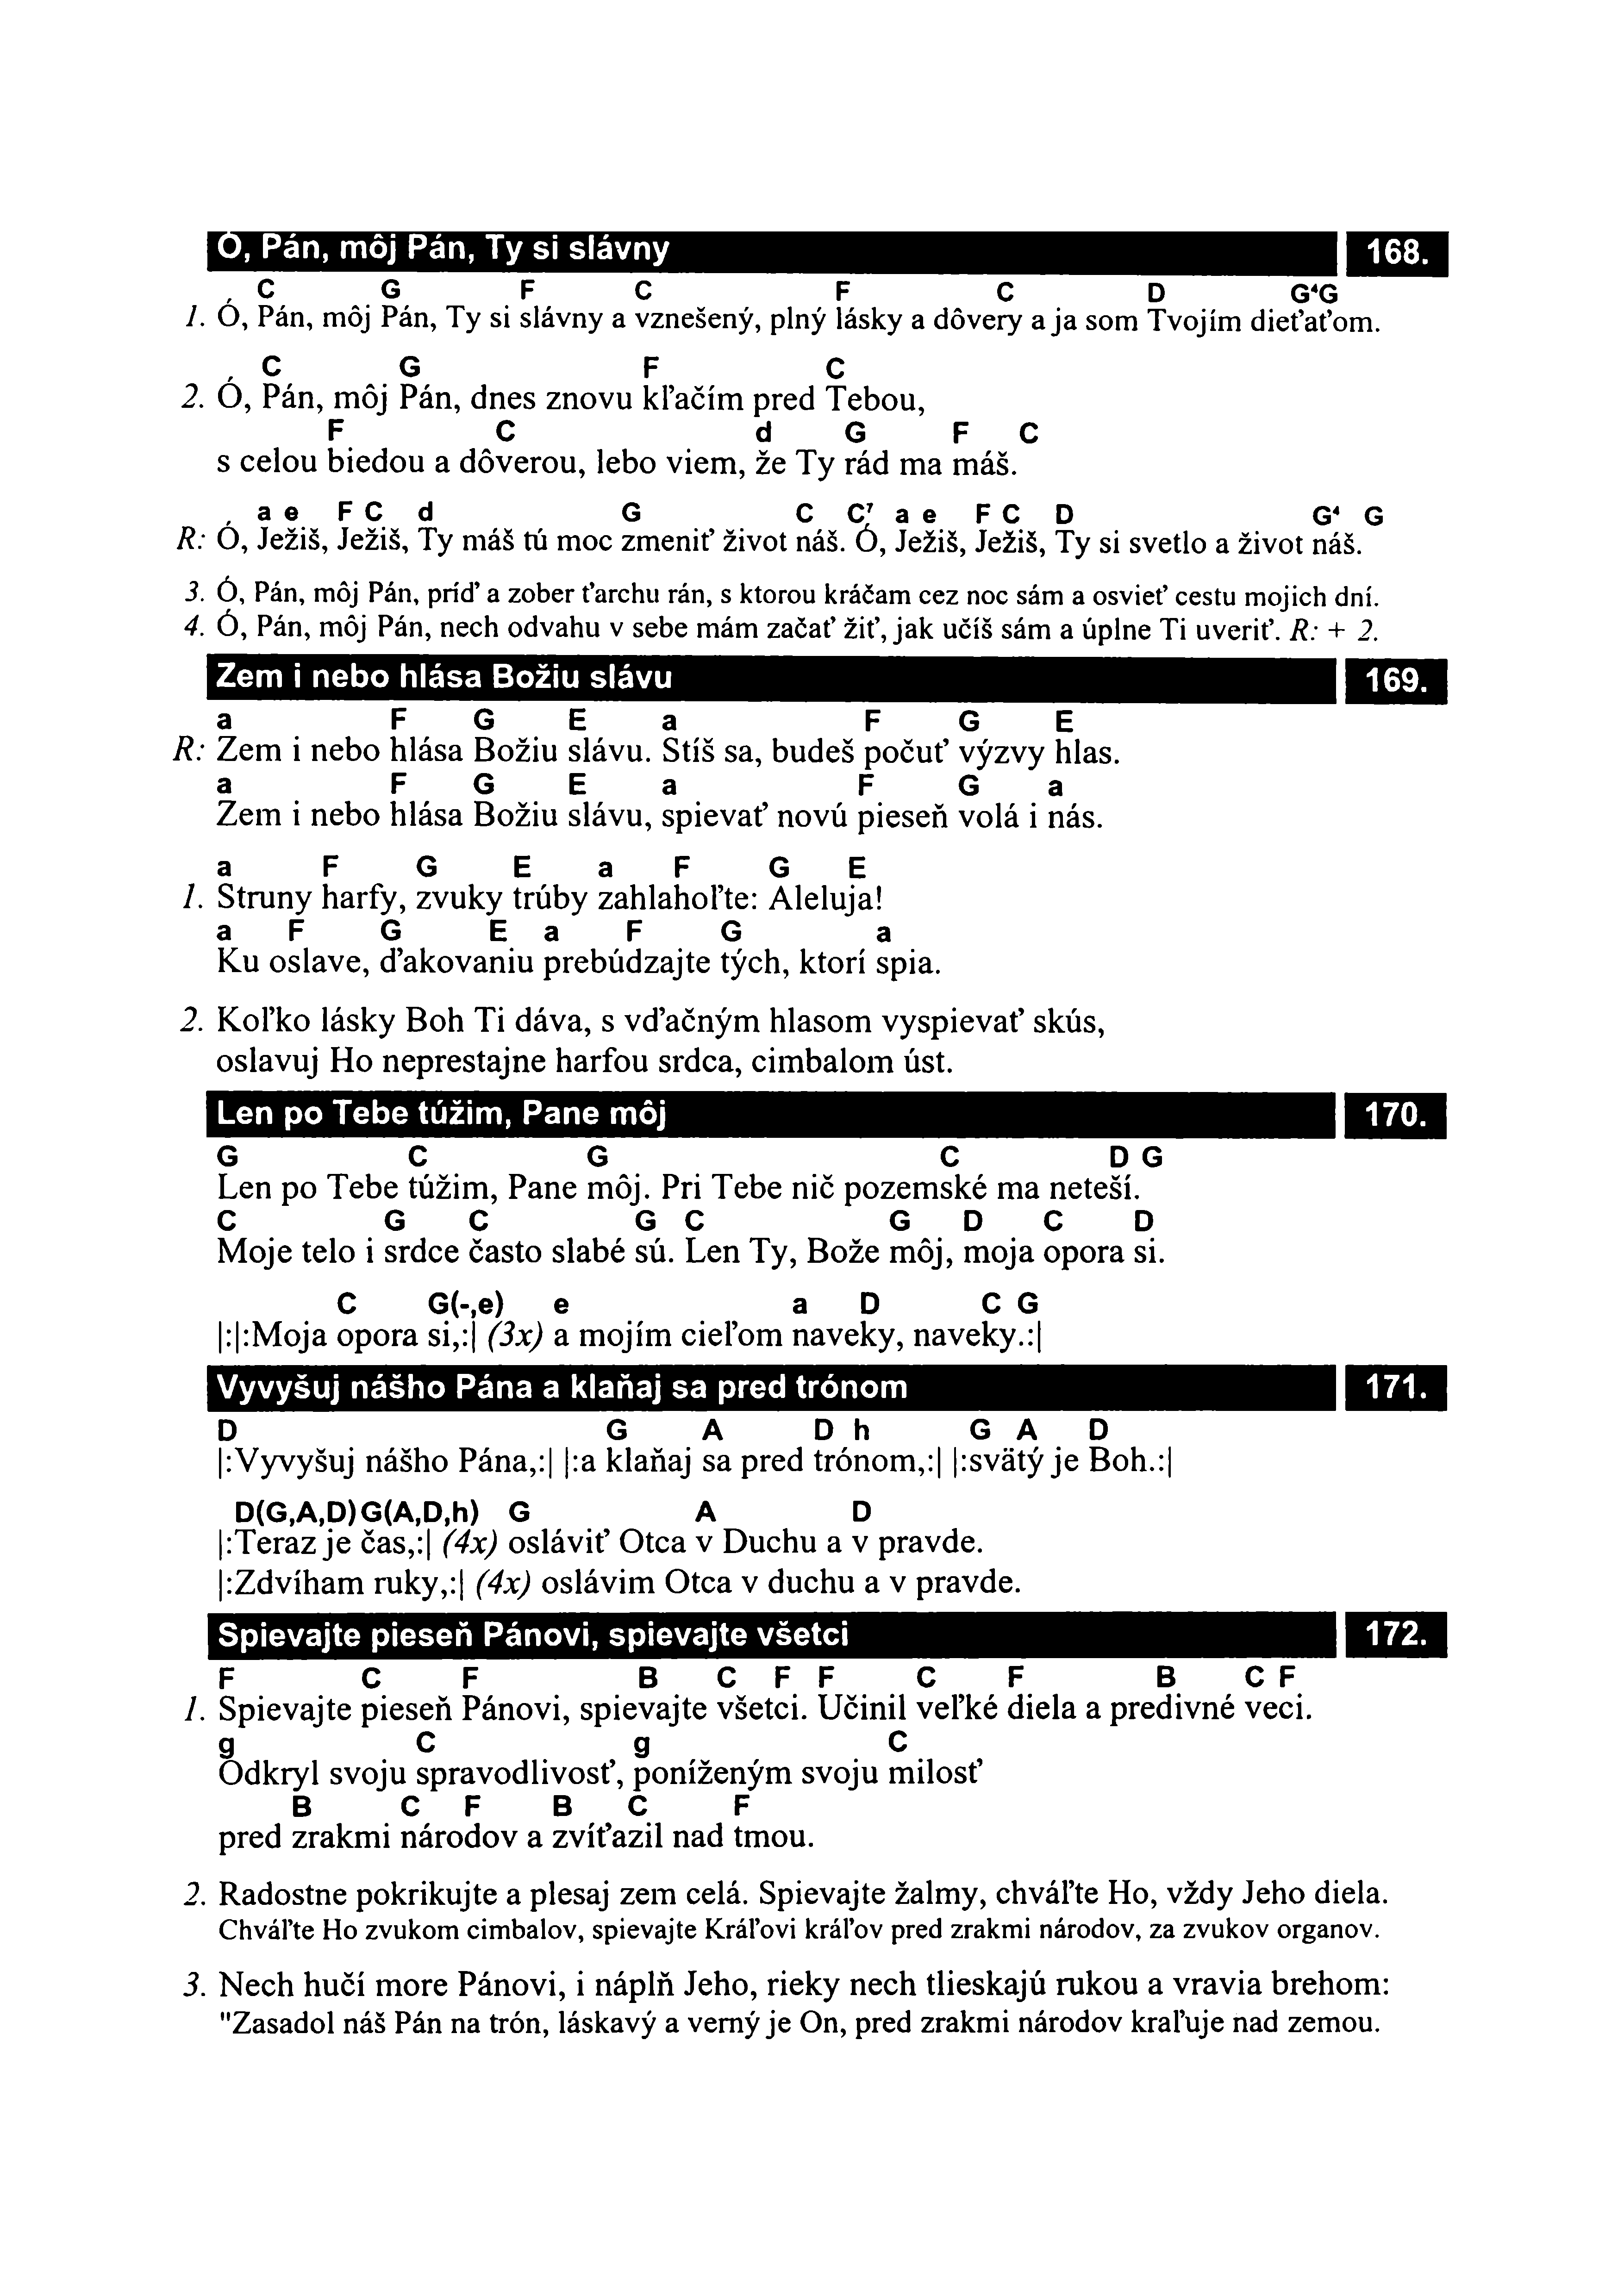 Ó, Pán, môj Pán, Ty si slávny 168.
C G F C F C D G⁴G
1. Ó, Pán, môj Pán, Ty si slávny a vznešený, plný lásky a dôvery a ja som Tvojím dieťaťom.
C G F C
2. Ó, Pán, môj Pán, dnes znovu kľačím pred Tebou,
F C d G F C
s celou biedou a dôverou, lebo viem, že Ty rád ma máš.
a e F C d G C C⁷ a e F C D G⁴ G
R: Ó, Ježiš, Ježiš, Ty máš tú moc zmeniť život náš. Ó, Ježiš, Ježiš, Ty si svetlo a život náš.
3. Ó, Pán, môj Pán, príď a zober ťarchu rán, s ktorou kráčam cez noc sám a osvieť cestu mojich dní.
4. Ó, Pán, môj Pán, nech odvahu v sebe mám začať žiť, jak učíš sám a úplne Ti uveriť. R: + 2.
Zem i nebo hlása Božiu slávu 169.
a F G E a F G E
R: Zem i nebo hlása Božiu slávu. Stíš sa, budeš počuť výzvy hlas.
a F G E a F G a
Zem i nebo hlása Božiu slávu, spievať novú pieseň volá i nás.
a F G E a F G E
1. Struny harfy, zvuky trúby zahlahoľte: Aleluja!
a F G E a F G a
Ku oslave, ďakovaniu prebúdzajte tých, ktorí spia.
2. Koľko lásky Boh Ti dáva, s vďačným hlasom vyspievať skús,
oslavuj Ho neprestajne harfou srdca, cimbalom úst.
Len po Tebe túžim, Pane môj 170.
G C G C D G
Len po Tebe túžim, Pane môj. Pri Tebe nič pozemské ma neteší.
C G C G C G D C D
Moje telo i srdce často slabé sú. Len Ty, Bože môj, moja opora si.
C G(-,e) e a D C G
|:|:Moja opora si,:| (3x) a mojím cieľom naveky, naveky.:|
Vyvyšuj nášho Pána a klaňaj sa pred trónom 171.
D G A D h G A D
|:Vyvyšuj nášho Pána,:| |:a klaňaj sa pred trónom,:| |:svätý je Boh.:|
D(G,A,D) G(A,D,h) G A D
|:Teraz je čas,:| (4x) osláviť Otca v Duchu a v pravde.
|:Zdvíham ruky,:| (4x) oslávim Otca v duchu a v pravde.
Spievajte pieseň Pánovi, spievajte všetci 172.
F C F B C F F C F B C F
1. Spievajte pieseň Pánovi, spievajte všetci. Učinil veľké diela a predivné veci.
g C g C
Odkryl svoju spravodlivosť, poníženým svoju milosť
B C F B C F
pred zrakmi národov a zvíťazil nad tmou.
2. Radostne pokrikujte a plesaj zem celá. Spievajte žalmy, chváľte Ho, vždy Jeho diela.
Chváľte Ho zvukom cimbalov, spievajte Kráľovi kráľov pred zrakmi národov, za zvukov organov.
3. Nech hučí more Pánovi, i náplň Jeho, rieky nech tlieskajú rukou a vravia brehom:
"Zasadol náš Pán na trón, láskavý a verný je On, pred zrakmi národov kraľuje nad zemou.